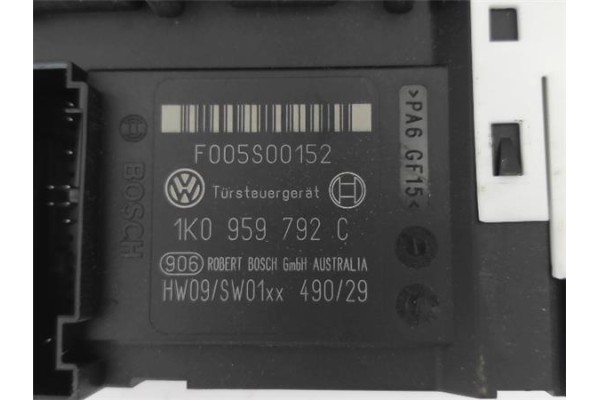 F005S00152
Türsteuergerät
1K0 959 792 C
906 ROBERT BOSCH GmbH AUSTRALIA
HW09/SW01xx 490/29
BOSCH
>PA6 GF15<